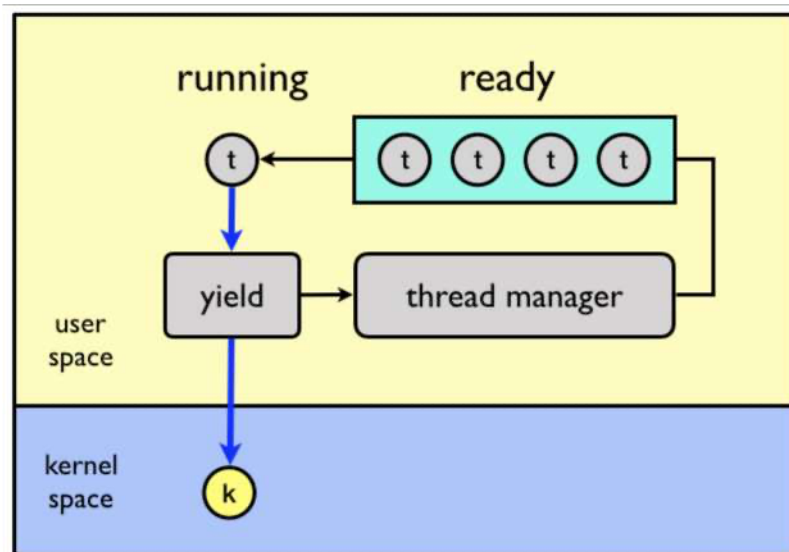 running
ready
t
t
t
t
t
yield
thread manager
user
space
kernel
space
k